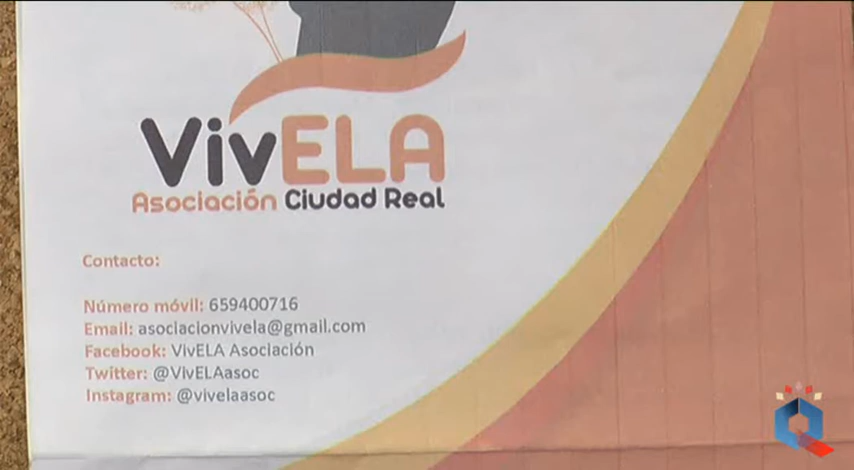 VivELA
Asociación Ciudad Real
Contacto:
Número móvil: 659400716
Email: asociacionvivela@gmail.com
Facebook: VivELA Asociación
Twitter: @VivELAasoc
Instagram: @vivelaasoc